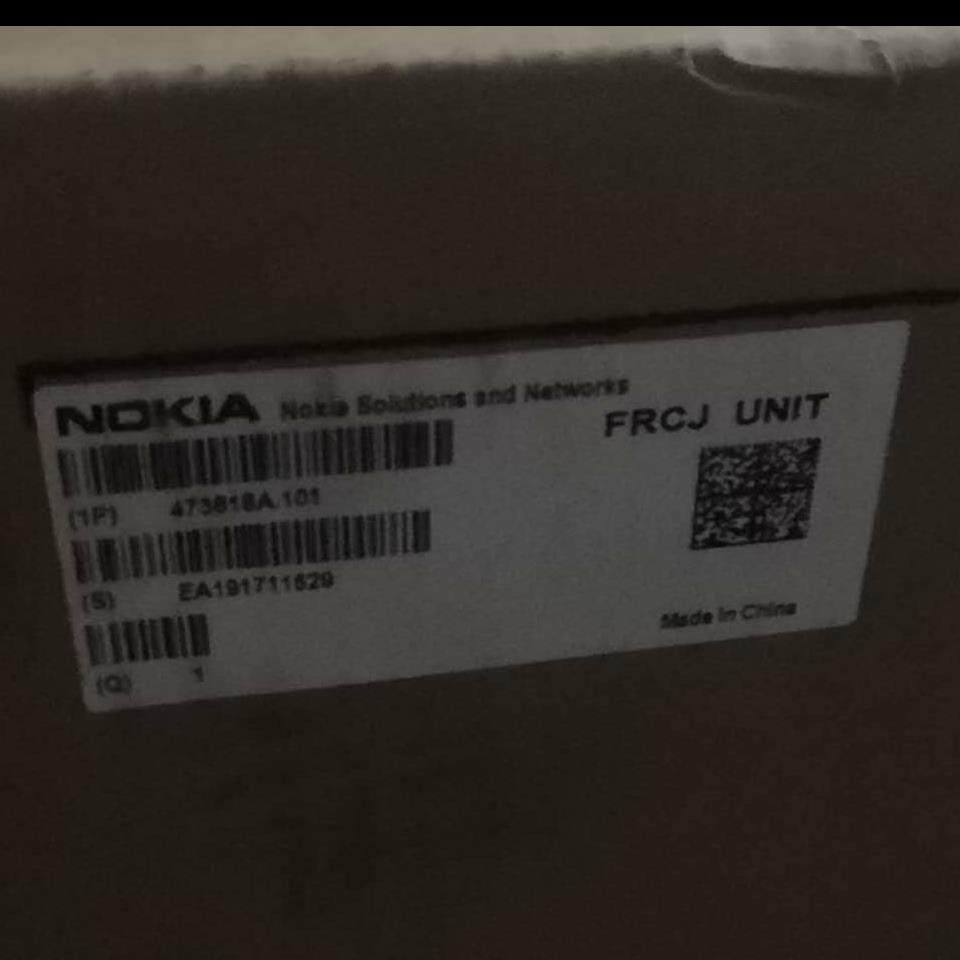 NOKIA Nokia Solutions and Networks
FRCJ UNIT
(1P) 473818A.101
(S) EA191711629
(Q) 1
Made in China